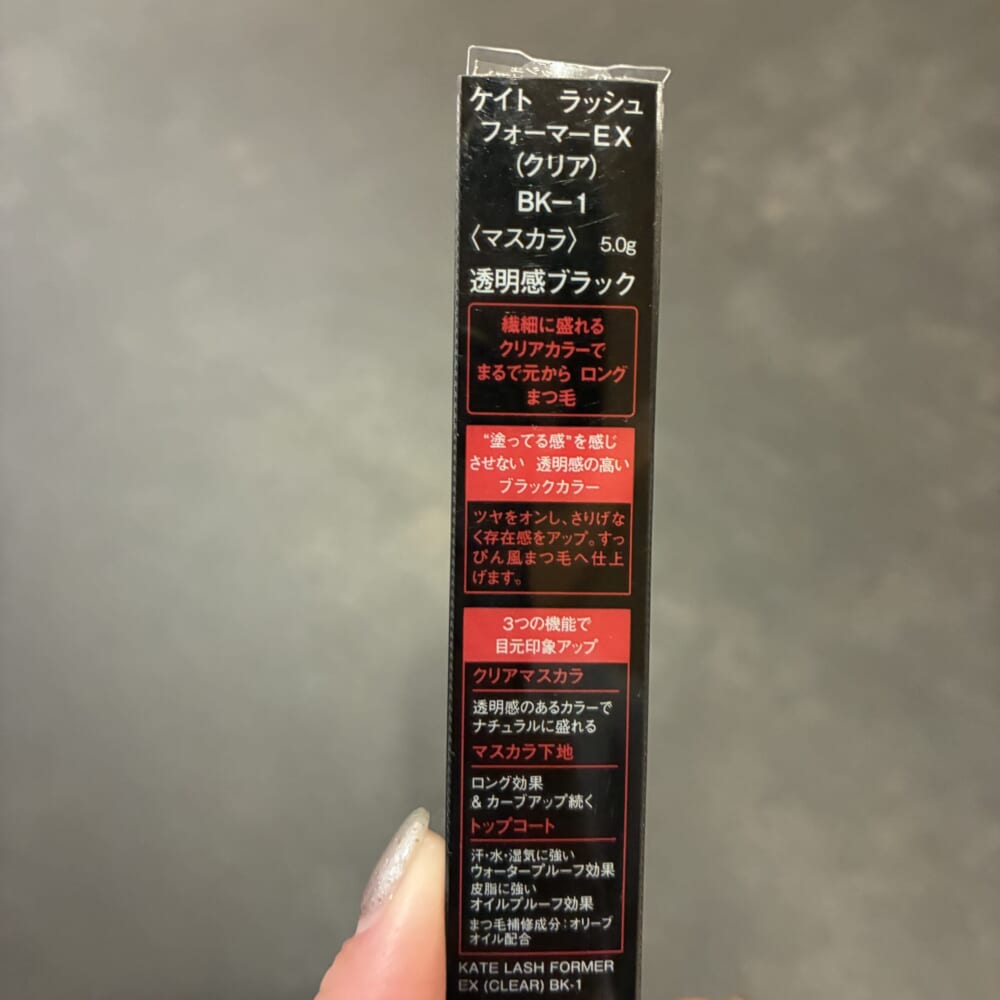 ケイト ラッシュ
フォーマーEX
(クリア)
BK-1
〈マスカラ〉 5.0g
透明感ブラック
繊細に盛れる
クリアカラーで
まるで元から ロング
まつ毛
“塗ってる感”を感じ
させない 透明感の高い
ブラックカラー
ツヤをオンし、さりげな
く存在感をアップ。すっ
ぴん風まつ毛へ仕上
げます。
3つの機能で
目元印象アップ
クリアマスカラ
透明感のあるカラーで
ナチュラルに盛れる
マスカラ下地
ロング効果
& カーブアップ続く
トップコート
汗・水・湿気に強い
ウォータープルーフ効果
皮脂に強い
オイルプルーフ効果
まつ毛補修成分:オリーブ
オイル配合
KATE LASH FORMER
EX (CLEAR) BK-1